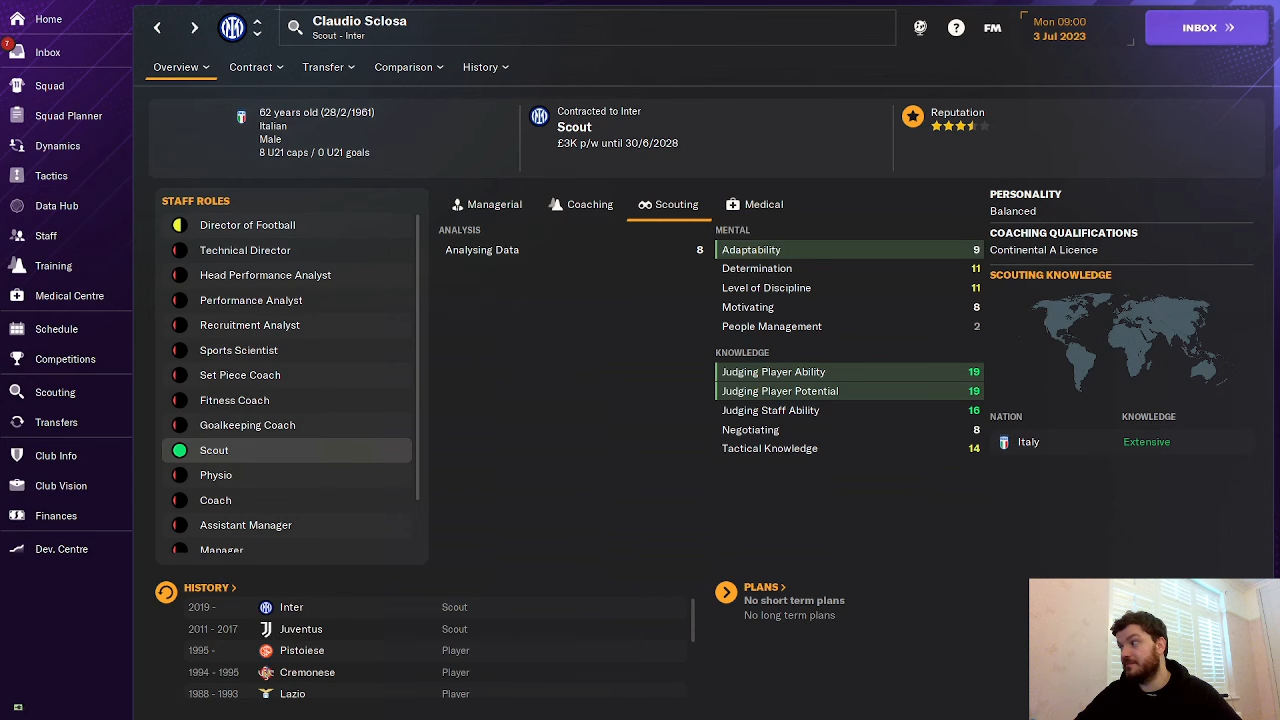 Home
7
Inbox
Squad
Squad Planner
Dynamics
Tactics
Data Hub
Staff
Training
Medical Centre
Schedule
Competitions
Scouting
Transfers
Club Info
Club Vision
Finances
Dev. Centre
Claudio Sclosa
Scout - Inter
?
FM
Mon 09:00
3 Jul 2023
INBOX
Overview
Contract
Transfer
Comparison
History
62 years old (28/2/1961)
Italian
Male
8 U21 caps / 0 U21 goals
Contracted to Inter
Scout
£3K p/w until 30/6/2028
Reputation
STAFF ROLES
Director of Football
Technical Director
Head Performance Analyst
Performance Analyst
Recruitment Analyst
Sports Scientist
Set Piece Coach
Fitness Coach
Goalkeeping Coach
Scout
Physio
Coach
Assistant Manager
Manager
Managerial
Coaching
Scouting
Medical
ANALYSIS
Analysing Data 8
MENTAL
Adaptability 9
Determination 11
Level of Discipline 11
Motivating 8
People Management 2
KNOWLEDGE
Judging Player Ability 19
Judging Player Potential 19
Judging Staff Ability 16
Negotiating 8
Tactical Knowledge 14
PERSONALITY
Balanced
COACHING QUALIFICATIONS
Continental A Licence
SCOUTING KNOWLEDGE
NATION KNOWLEDGE
Italy Extensive
HISTORY >
2019 - Inter Scout
2011 - 2017 Juventus Scout
1995 - Pistoiese Player
1994 - 1995 Cremonese Player
1988 - 1993 Lazio Player
PLANS >
No short term plans
No long term plans